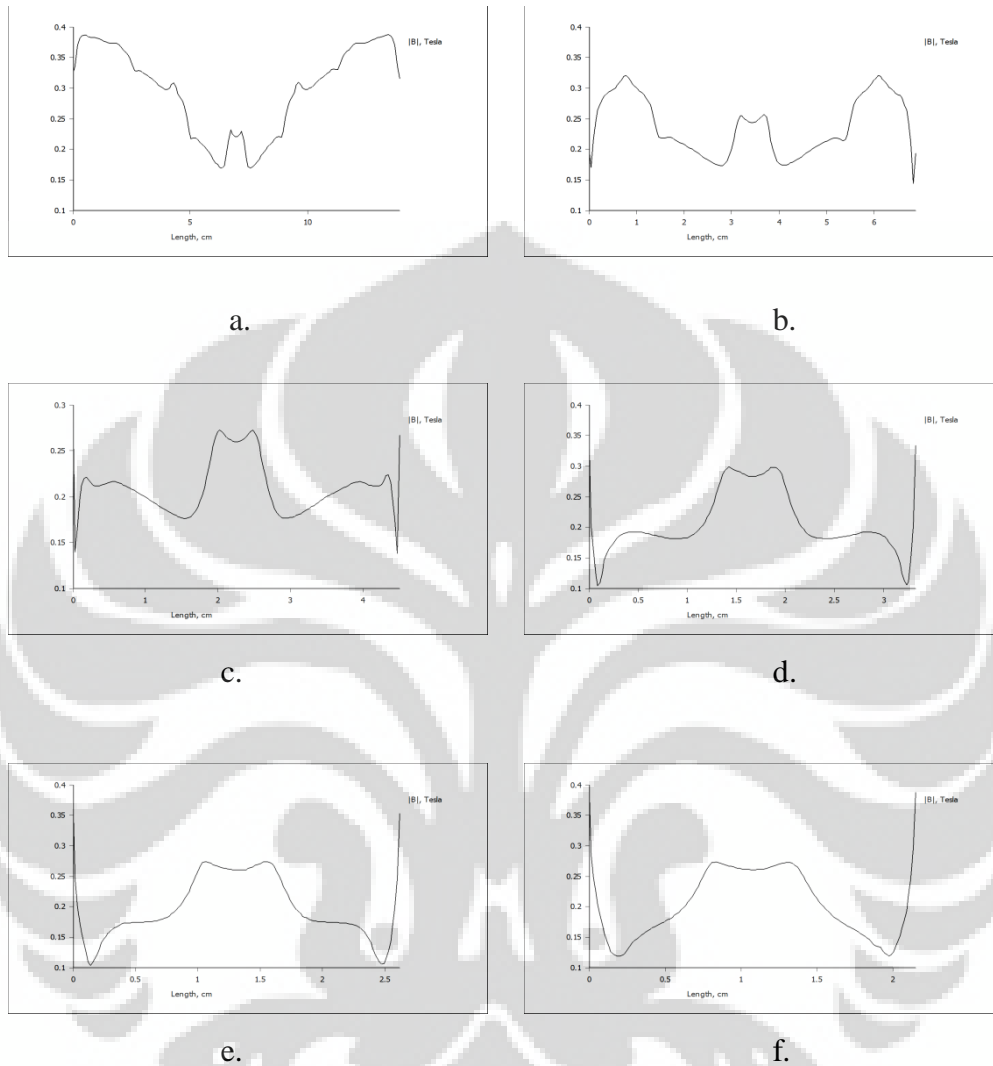 0.4
0.35
0.3
0.25
0.2
0.15
0.1
0 5 10
Length, cm
|B|, Tesla
0.4
0.35
0.3
0.25
0.2
0.15
0.1
0 1 2 3 4 5 6
Length, cm
|B|, Tesla
a. b.
0.3
0.25
0.2
0.15
0.1
0 1 2 3 4
Length, cm
|B|, Tesla
0.4
0.35
0.3
0.25
0.2
0.15
0.1
0 0.5 1 1.5 2 2.5 3
Length, cm
|B|, Tesla
c. d.
0.4
0.35
0.3
0.25
0.2
0.15
0.1
0 0.5 1 1.5 2 2.5
Length, cm
|B|, Tesla
0.4
0.35
0.3
0.25
0.2
0.15
0.1
0 0.5 1 1.5 2
Length, cm
|B|, Tesla
e. f.